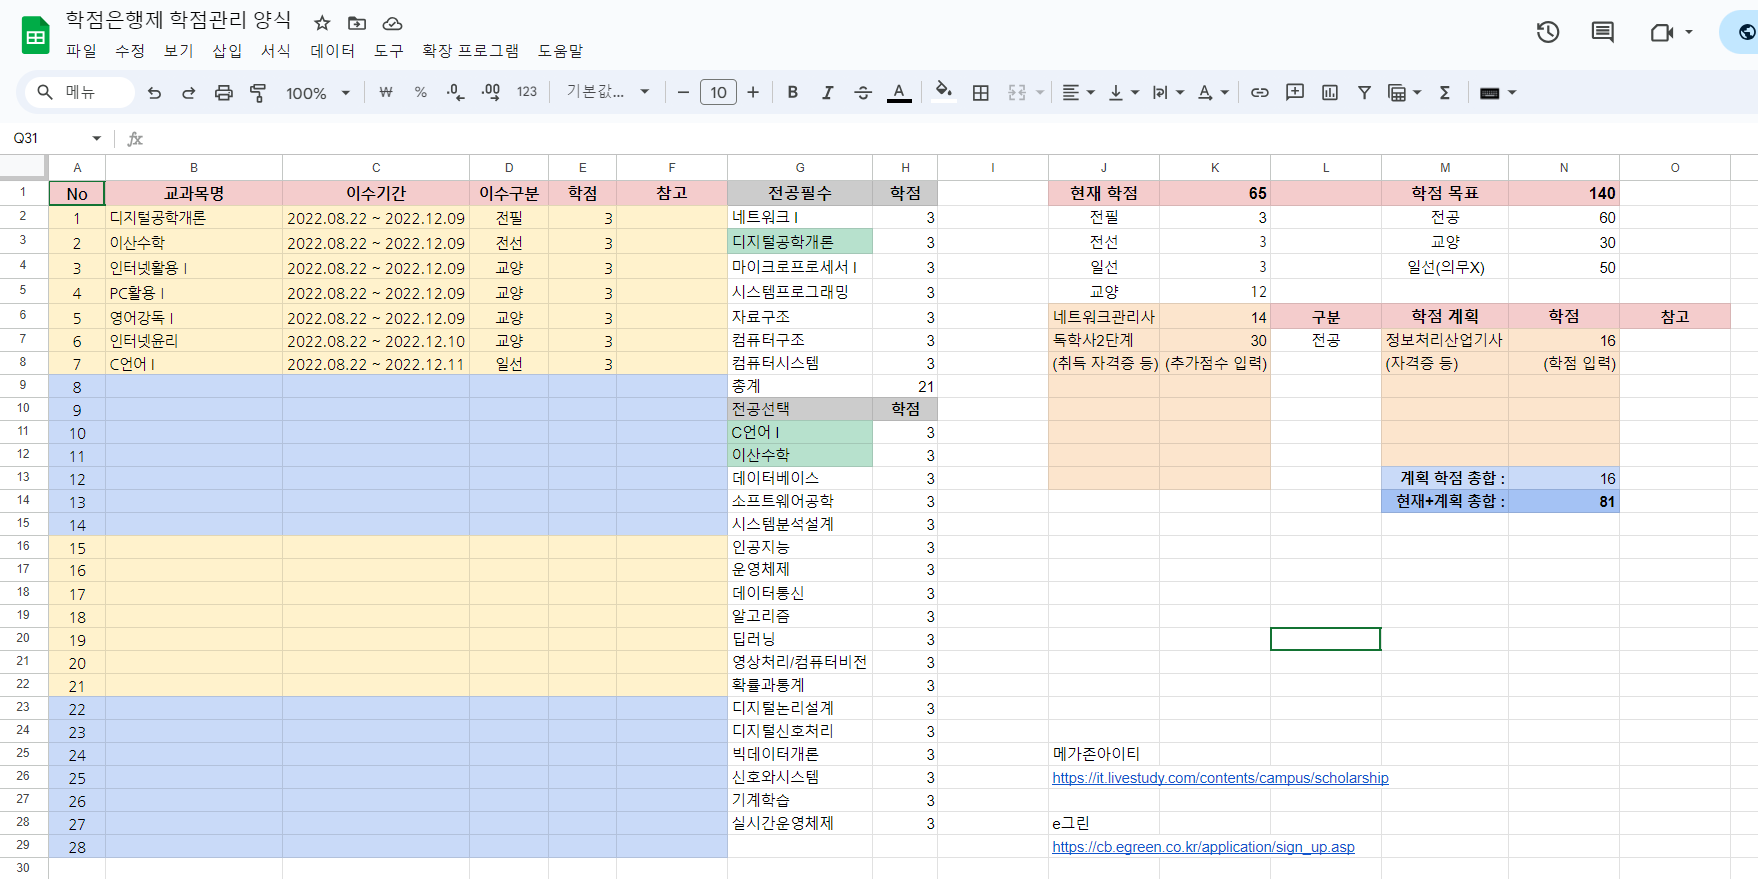 학점은행제 학점관리 양식
파일 수정 보기 삽입 서식 데이터 도구 확장 프로그램 도움말
메뉴 100% ₩ % .0 .00 123 기본값... 10
Q31 fx
A B C D E F G H I J K L M N O
1 No 교과목명 이수기간 이수구분 학점 참고 전공필수 학점 현재 학점 65 학점 목표 140
2 1 디지털공학개론 2022.08.22 ~ 2022.12.09 전필 3 네트워크 I 3 전필 3 전공 60
3 2 이산수학 2022.08.22 ~ 2022.12.09 전선 3 디지털공학개론 3 전선 3 교양 30
4 3 인터넷활용 I 2022.08.22 ~ 2022.12.09 교양 3 마이크로프로세서 I 3 일선 3 일선(의무X) 50
5 4 PC활용 I 2022.08.22 ~ 2022.12.09 교양 3 시스템프로그래밍 3 교양 12
6 5 영어강독 I 2022.08.22 ~ 2022.12.09 교양 3 자료구조 3 네트워크관리사 14 구분 학점 계획 학점 참고
7 6 인터넷윤리 2022.08.22 ~ 2022.12.10 교양 3 컴퓨터구조 3 독학사2단계 30 전공 정보처리산업기사 16
8 7 C언어 I 2022.08.22 ~ 2022.12.11 일선 3 컴퓨터시스템 3 (취득 자격증 등) (추가점수 입력) (자격증 등) (학점 입력)
9 8 총계 21
10 9 전공선택 학점
11 10 C언어 I 3
12 11 이산수학 3
13 12 데이터베이스 3 계획 학점 총합 : 16
14 13 소프트웨어공학 3 현재+계획 총합 : 81
15 14 시스템분석설계 3
16 15 인공지능 3
17 16 운영체제 3
18 17 데이터통신 3
19 18 알고리즘 3
20 19 딥러닝 3
21 20 영상처리/컴퓨터비전 3
22 21 확률과통계 3
23 22 디지털논리설계 3
24 23 디지털신호처리 3
25 24 빅데이터개론 3 메가존아이티
26 25 신호와시스템 3 https://it.livestudy.com/contents/campus/scholarship
27 26 기계학습 3
28 27 실시간운영체제 3 e그린
29 28 https://cb.egreen.co.kr/application/sign_up.asp
30